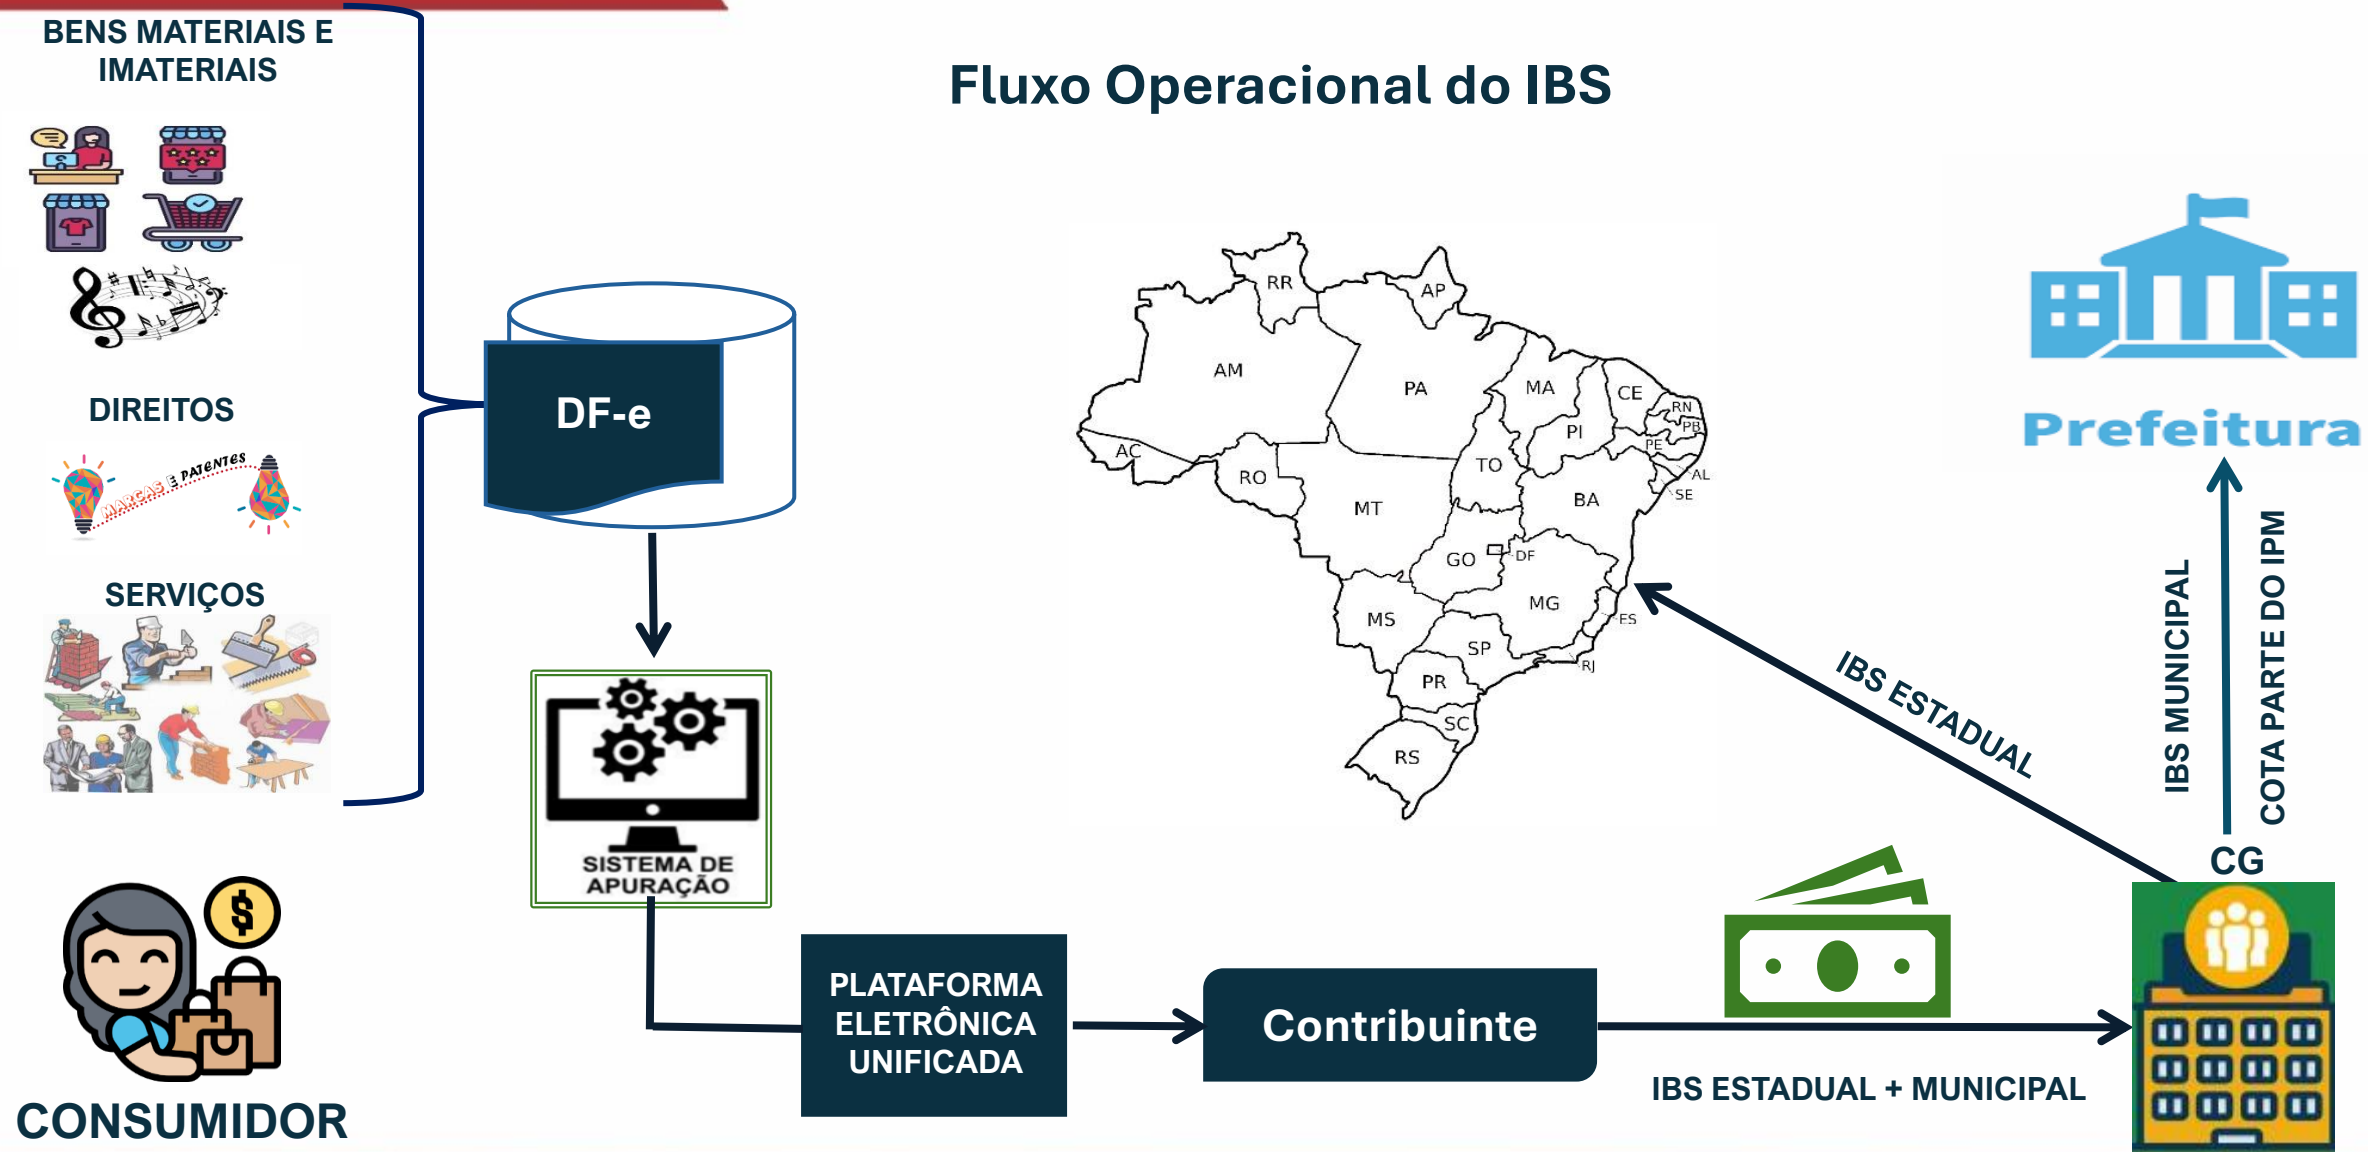 BENS MATERIAIS E
IMATERIAIS
Fluxo Operacional do IBS
DIREITOS
MARCAS E PATENTES
SERVIÇOS
CONSUMIDOR
DF-e
SISTEMA DE
APURAÇÃO
PLATAFORMA
ELETRÔNICA
UNIFICADA
Contribuinte
IBS ESTADUAL + MUNICIPAL
RR
AP
AM
PA
MA
CE
RN
PB
PI
PE
AC
RO
TO
AL
SE
BA
MT
GO
DF
MG
MS
ES
SP
RJ
PR
SC
RS
IBS ESTADUAL
Prefeitura
IBS MUNICIPAL
COTA PARTE DO IPM
CG
$